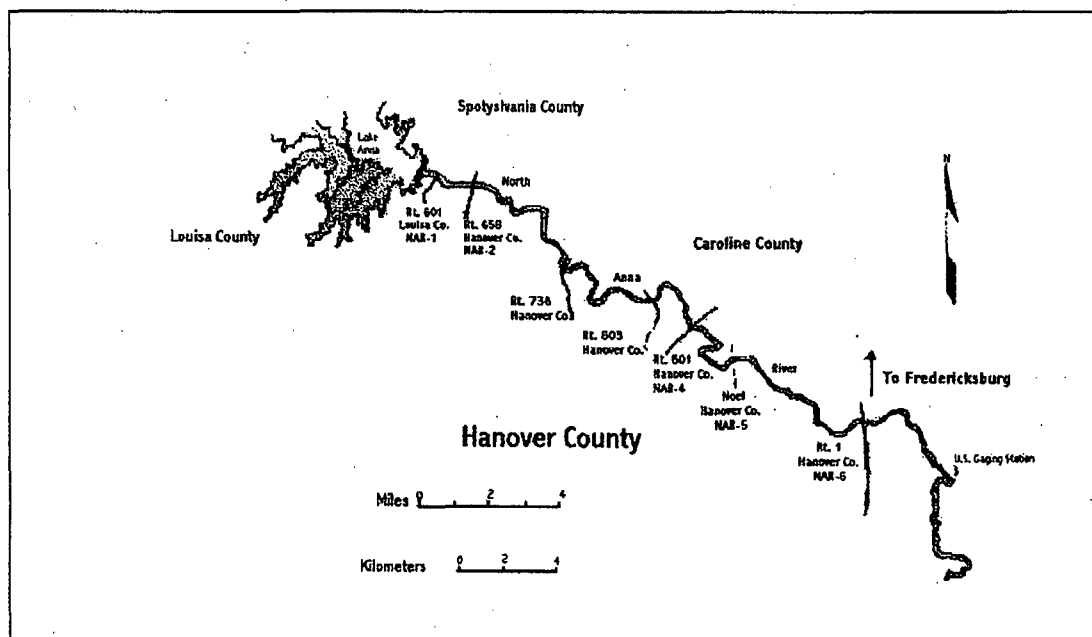 Spotsylvania County
Lake
Anna
North
Rt. 601
Louisa Co.
NAR-1
Rt. 658
Hanover Co.
NAR-2
Louisa County
N
Caroline County
Anna
Rt. 738
Hanover Co.
Rt. 603
Hanover Co.
Rt. 601
Hanover Co.
NAR-4
River
To Fredericksburg
Noel
Hanover Co.
NAR-5
Hanover County
Rt. 1
Hanover Co.
NAR-6
U.S. Gaging Station
Miles 0 2 4
Kilometers 0 2 4